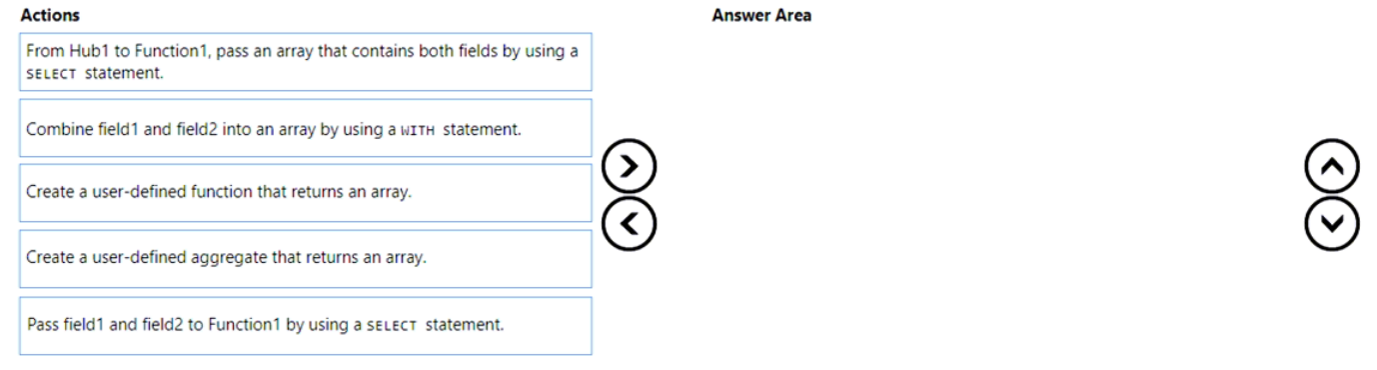 Actions
Answer Area
From Hub1 to Function1, pass an array that contains both fields by using a
SELECT statement.
Combine field1 and field2 into an array by using a WITH statement.
Create a user-defined function that returns an array.
Create a user-defined aggregate that returns an array.
Pass field1 and field2 to Function1 by using a SELECT statement.